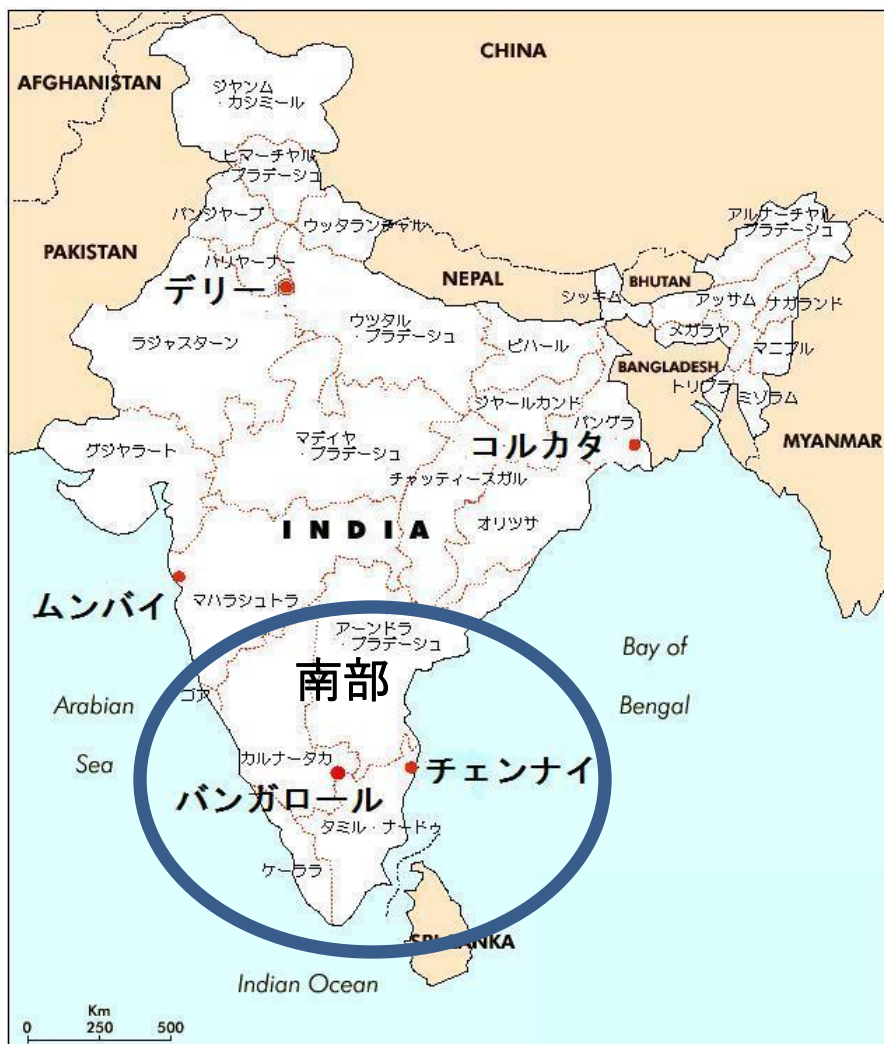 CHINA
AFGHANISTAN
ジャンム
・カシミール
ヒマーチャル
プラデーシュ
パンジャーブ
ウッタランチャル
アルナーチャル
プラデーシュ
PAKISTAN
ハリヤーナー
デリー
NEPAL
BHUTAN
シッキム
アッサム
ナガランド
ウッタル
・プラデーシュ
ラジャスターン
ビハール
メガラヤ
マニプル
BANGLADESH
トリプラ
ミゾラム
ジャールカンド
バングラ
グジャラート
マディヤ
・プラデーシュ
コルカタ
MYANMAR
チャッティースガル
INDIA
オリツサ
ムンバイ
マハラシュトラ
アーンドラ
・プラデーシュ
Bay of
Bengal
南部
ゴア
Arabian
Sea
カルナータカ
チェンナイ
バンガロール
タミル・ナードゥ
ケーララ
SRI LANKA
Indian Ocean
Km
0 250 500